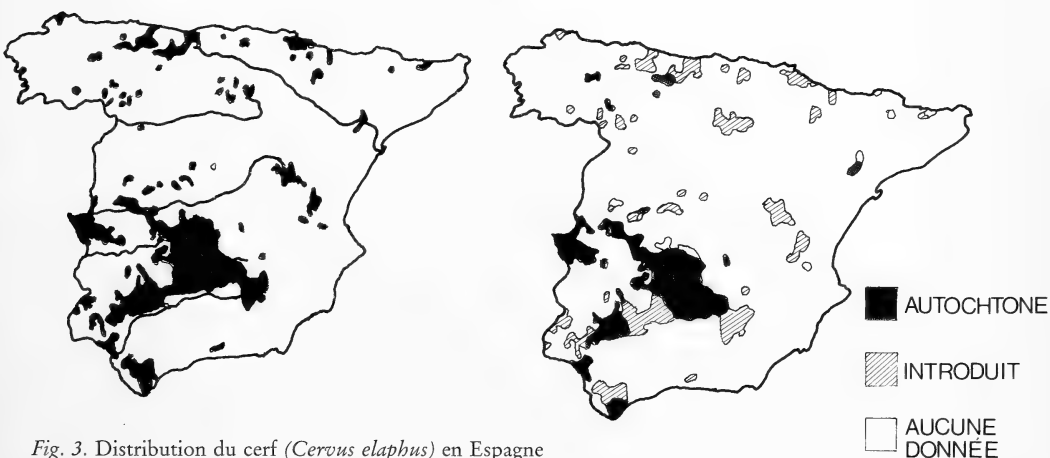 AUTOCHTONE
INTRODUIT
AUCUNE
DONNÉE
Fig. 3. Distribution du cerf (Cervus elaphus) en Espagne